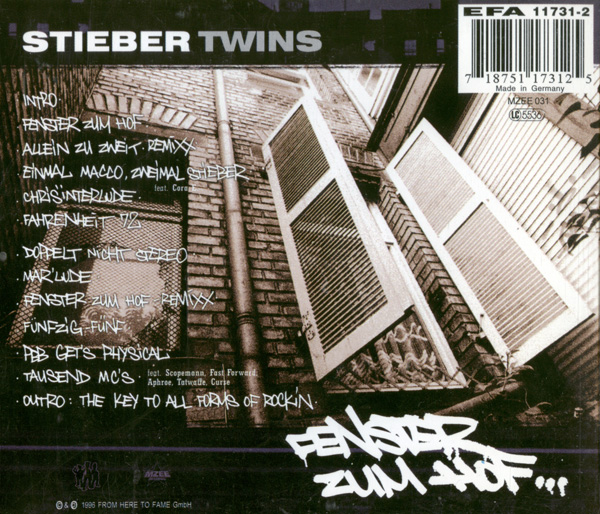 EFA 11731-2
STIEBER TWINS
7 18751 17312 5
Made in Germany
MZEE 031
LC 5536
INTRO
FENSTER ZUM HOF
ALLEIN ZU ZWEIT. REMIXX
EINMAL MACCO, ZWEIMAL STIEBER
feat.
CHRIS'INTERLUDE
FAHRENHEIT 72
DOPPELT NICHT STEREO
MAR'LUDE
FENSTER ZUM HOF. REMIXX
FÜNFZIG-FÜNF
PBB GET'S PHYSICAL
TAUSEND MC'S
feat. Scopemann, Fast Forward,
Aphroe, Tatwaffe, Curse
OUTRO: THE KEY TO ALL FORMS OF ROCKIN
FENSTER
ZUM HOF...
MZEE
℗ & © 1996 FROM HERE TO FAME GmbH